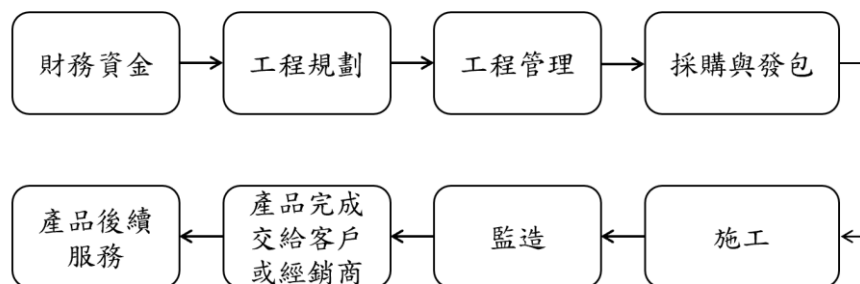 財務資金
工程規劃
工程管理
採購與發包
施工
監造
產品完成
交給客戶
或經銷商
產品後續
服務